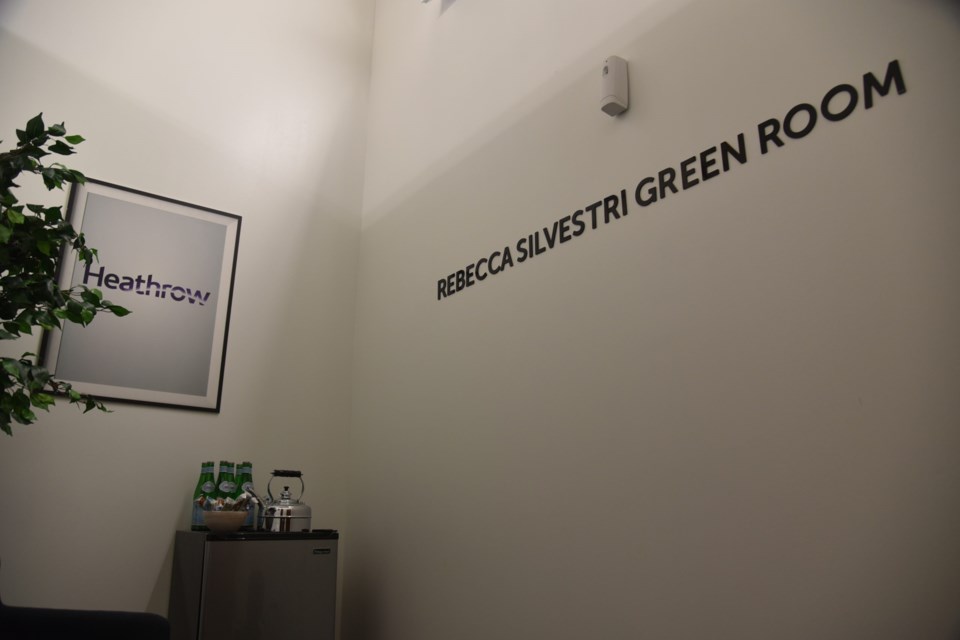 Heathrow
REBECCA SILVESTRI GREEN ROOM